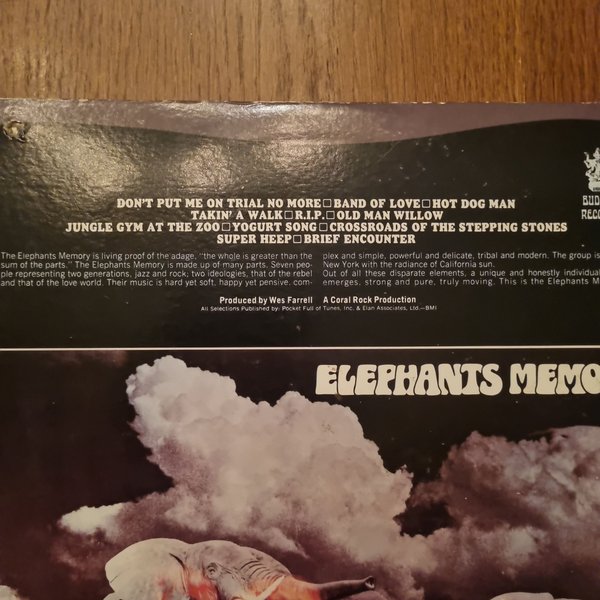 DON'T PUT ME ON TRIAL NO MORE□BAND OF LOVE□HOT DOG MAN
TAKIN' A WALK□R.I.P.□OLD MAN WILLOW
JUNGLE GYM AT THE ZOO□YOGURT SONG□CROSSROADS OF THE STEPPING STONES
SUPER HEEP□BRIEF ENCOUNTER
BUD
RECO
The Elephants Memory is living proof of the adage, "the whole is greater than the
sum of the parts." The Elephants Memory is made up of many parts. Seven peo-
ple representing two generations, jazz and rock; two ideologies, that of the rebel
and that of the love world. Their music is hard yet soft, happy yet pensive, com-
plex and simple, powerful and delicate, tribal and modern. The group is
New York with the radiance of California sun.
Out of all these disparate elements, a unique and honestly individual
emerges, strong and pure, truly moving. This is the Elephants M
Produced by Wes Farrell
A Coral Rock Production
All Selections Published by: Pocket Full of Tunes, Inc. & Elan Associates, Ltd.—BMI
ELEPHANTS MEMO